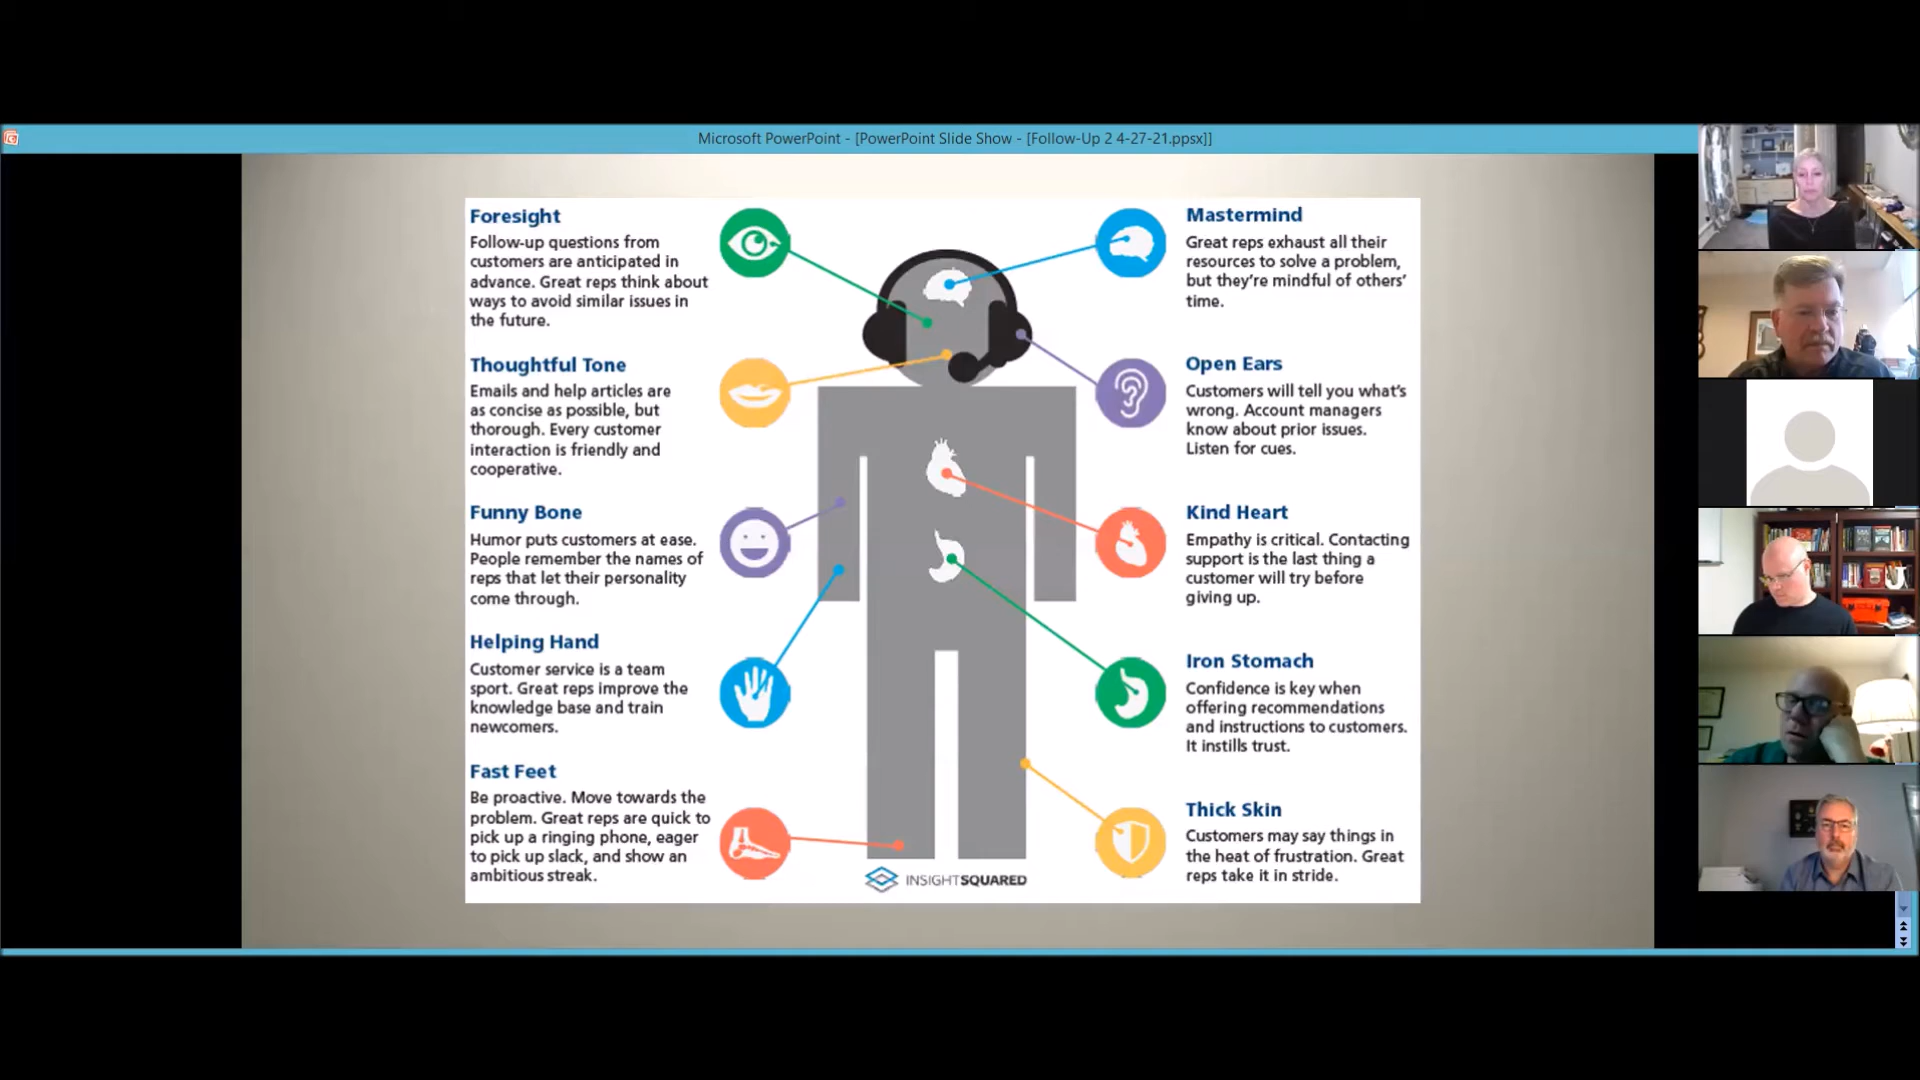 Microsoft PowerPoint - [PowerPoint Slide Show - [Follow-Up 2 4-27-21.ppsx]]
Foresight
Follow-up questions from
customers are anticipated in
advance. Great reps think about
ways to avoid similar issues in
the future.
Thoughtful Tone
Emails and help articles are
as concise as possible, but
thorough. Every customer
interaction is friendly and
cooperative.
Funny Bone
Humor puts customers at ease.
People remember the names of
reps that let their personality
come through.
Helping Hand
Customer service is a team
sport. Great reps improve the
knowledge base and train
newcomers.
Fast Feet
Be proactive. Move towards the
problem. Great reps are quick to
pick up a ringing phone, eager
to pick up slack, and show an
ambitious streak.
Mastermind
Great reps exhaust all their
resources to solve a problem,
but they're mindful of others'
time.
Open Ears
Customers will tell you what's
wrong. Account managers
know about prior issues.
Listen for cues.
Kind Heart
Empathy is critical. Contacting
support is the last thing a
customer will try before
giving up.
Iron Stomach
Confidence is key when
offering recommendations
and instructions to customers.
It instills trust.
Thick Skin
Customers may say things in
the heat of frustration. Great
reps take it in stride.
INSIGHTSQUARED